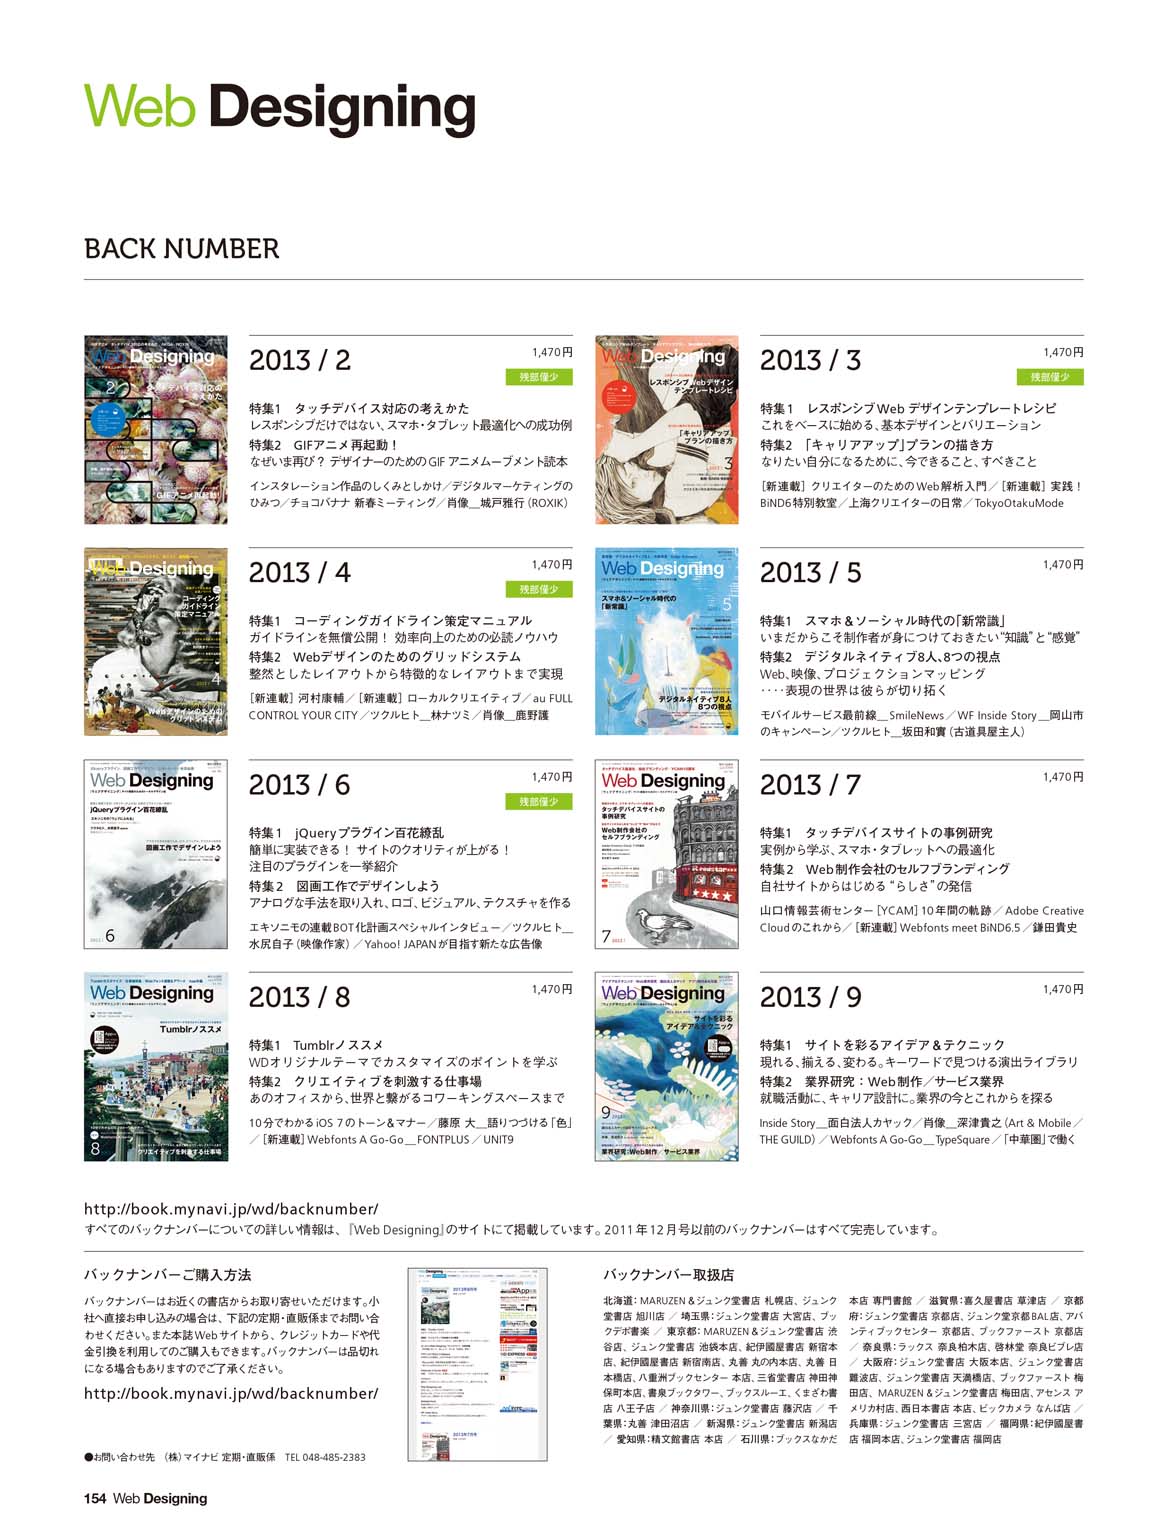 Web Designing
BACK NUMBER
2013 / 2
1,470円
残部僅少
特集1　タッチデバイス対応の考えかた
レスポンシブだけではない、スマホ・タブレット最適化への成功例
特集2　GIFアニメ再起動！
なぜいま再び？ デザイナーのためのGIF アニメムーブメント読本
インスタレーション作品のしくみとしかけ／デジタルマーケティングの
ひみつ／チョコバナナ 新春ミーティング／肖像__城戸雅行（ROXIK）
2013 / 3
1,470円
残部僅少
特集1　レスポンシブWeb デザインテンプレートレシピ
これをベースに始める、基本デザインとバリエーション
特集2　「キャリアアップ」プランの描き方
なりたい自分になるために、今できること、すべきこと
［新連載］クリエイターのためのWeb解析入門／［新連載］実践！
BiND6特別教室／上海クリエイターの日常／TokyoOtakuMode
2013 / 4
1,470円
残部僅少
特集1　コーディングガイドライン策定マニュアル
ガイドラインを無償公開！ 効率向上のための必読ノウハウ
特集2　Webデザインのためのグリッドシステム
整然としたレイアウトから特徴的なレイアウトまで実現
［新連載］河村康輔／［新連載］ローカルクリエイティブ／au FULL
CONTROL YOUR CITY／ツクルヒト__林ナツミ／肖像__鹿野護
2013 / 5
1,470円
特集1　スマホ＆ソーシャル時代の「新常識」
いまだからこそ制作者が身につけておきたい“知識”と“感覚”
特集2　デジタルネイティブ8人、8つの視点
Web、映像、プロジェクションマッピング
‥‥表現の世界は彼らが切り拓く
モバイルサービス最前線__SmileNews／WF Inside Story__岡山市
のキャンペーン／ツクルヒト__坂田和實（古道具屋主人）
2013 / 6
1,470円
残部僅少
特集1　jQueryプラグイン百花繚乱
簡単に実装できる！ サイトのクオリティが上がる！
注目のプラグインを一挙紹介
特集2　図画工作でデザインしよう
アナログな手法を取り入れ、ロゴ、ビジュアル、テクスチャを作る
エキソニモの連載BOT化計画スペシャルインタビュー／ツクルヒト__
水尻自子（映像作家）／Yahoo! JAPANが目指す新たな広告像
2013 / 7
1,470円
特集1　タッチデバイスサイトの事例研究
実例から学ぶ、スマホ・タブレットへの最適化
特集2　Web制作会社のセルフブランディング
自社サイトからはじめる “らしさ”の発信
山口情報芸術センター［YCAM］10年間の軌跡／Adobe Creative
Cloudのこれから／［新連載］Webfonts meet BiND6.5／鎌田貴史
2013 / 8
1,470円
特集1　Tumblrノススメ
WDオリジナルテーマでカスタマイズのポイントを学ぶ
特集2　クリエイティブを刺激する仕事場
あのオフィスから、世界と繋がるコワーキングスペースまで
10分でわかるiOS 7のトーン＆マナー／藤原 大__語りつづける「色」
／［新連載］Webfonts A Go-Go__FONTPLUS／UNIT9
2013 / 9
1,470円
特集1　サイトを彩るアイデア＆テクニック
現れる、揃える、変わる。キーワードで見つける演出ライブラリ
特集2　業界研究：Web制作／サービス業界
就職活動に、キャリア設計に。業界の今とこれからを探る
Inside Story__面白法人カヤック／肖像__深津貴之（Art & Mobile／
THE GUILD）／Webfonts A Go-Go__TypeSquare／「中華圏」で働く
http://book.mynavi.jp/wd/backnumber/
すべてのバックナンバーについての詳しい情報は、『Web Designing』のサイトにて掲載しています。2011年12月号以前のバックナンバーはすべて完売しています。
バックナンバーご購入方法
バックナンバーはお近くの書店からお取り寄せいただけます。小
社へ直接お申し込みの場合は、下記の定期・直販係までお問い合
わせください。また本誌Webサイトから、クレジットカードや代
金引換を利用してのご購入もできます。バックナンバーは品切れ
になる場合もありますのでご了承ください。
http://book.mynavi.jp/wd/backnumber/
●お問い合わせ先　（株）マイナビ 定期・直販係　TEL 048-485-2383
バックナンバー取扱店
北海道：MARUZEN＆ジュンク堂書店 札幌店、ジュンク
堂書店 旭川店 ／ 埼玉県：ジュンク堂書店 大宮店、ブッ
クデポ書楽 ／ 東京都：MARUZEN＆ジュンク堂書店 渋
谷店、ジュンク堂書店 池袋本店、紀伊國屋書店 新宿本
店、紀伊國屋書店 新宿南店、丸善 丸の内本店、丸善 日
本橋店、八重洲ブックセンター 本店、三省堂書店 神田神
保町本店、書泉ブックタワー、ブックスルーエ、くまざわ書
店 八王子店 ／ 神奈川県：ジュンク堂書店 藤沢店 ／ 千
葉県：丸善 津田沼店 ／ 新潟県：ジュンク堂書店 新潟店
／ 愛知県：精文館書店 本店 ／ 石川県：ブックスなかだ
本店 専門書館 ／ 滋賀県：喜久屋書店 草津店 ／ 京都
府：ジュンク堂書店 京都店、ジュンク堂京都BAL店、アバ
ンティブックセンター 京都店、ブックファースト 京都店
／ 奈良県：ラックス 奈良柏木店、啓林堂 奈良ビブレ店
／ 大阪府：ジュンク堂書店 大阪本店、ジュンク堂書店
難波店、ジュンク堂書店 天満橋店、ブックファースト 梅
田店、MARUZEN＆ジュンク堂書店 梅田店、アセンス ア
メリカ村店、西日本書店 本店、ビックカメラ なんば店 ／
兵庫県：ジュンク堂書店 三宮店 ／ 福岡県：紀伊國屋書
店 福岡本店、ジュンク堂書店 福岡店
154 Web Designing